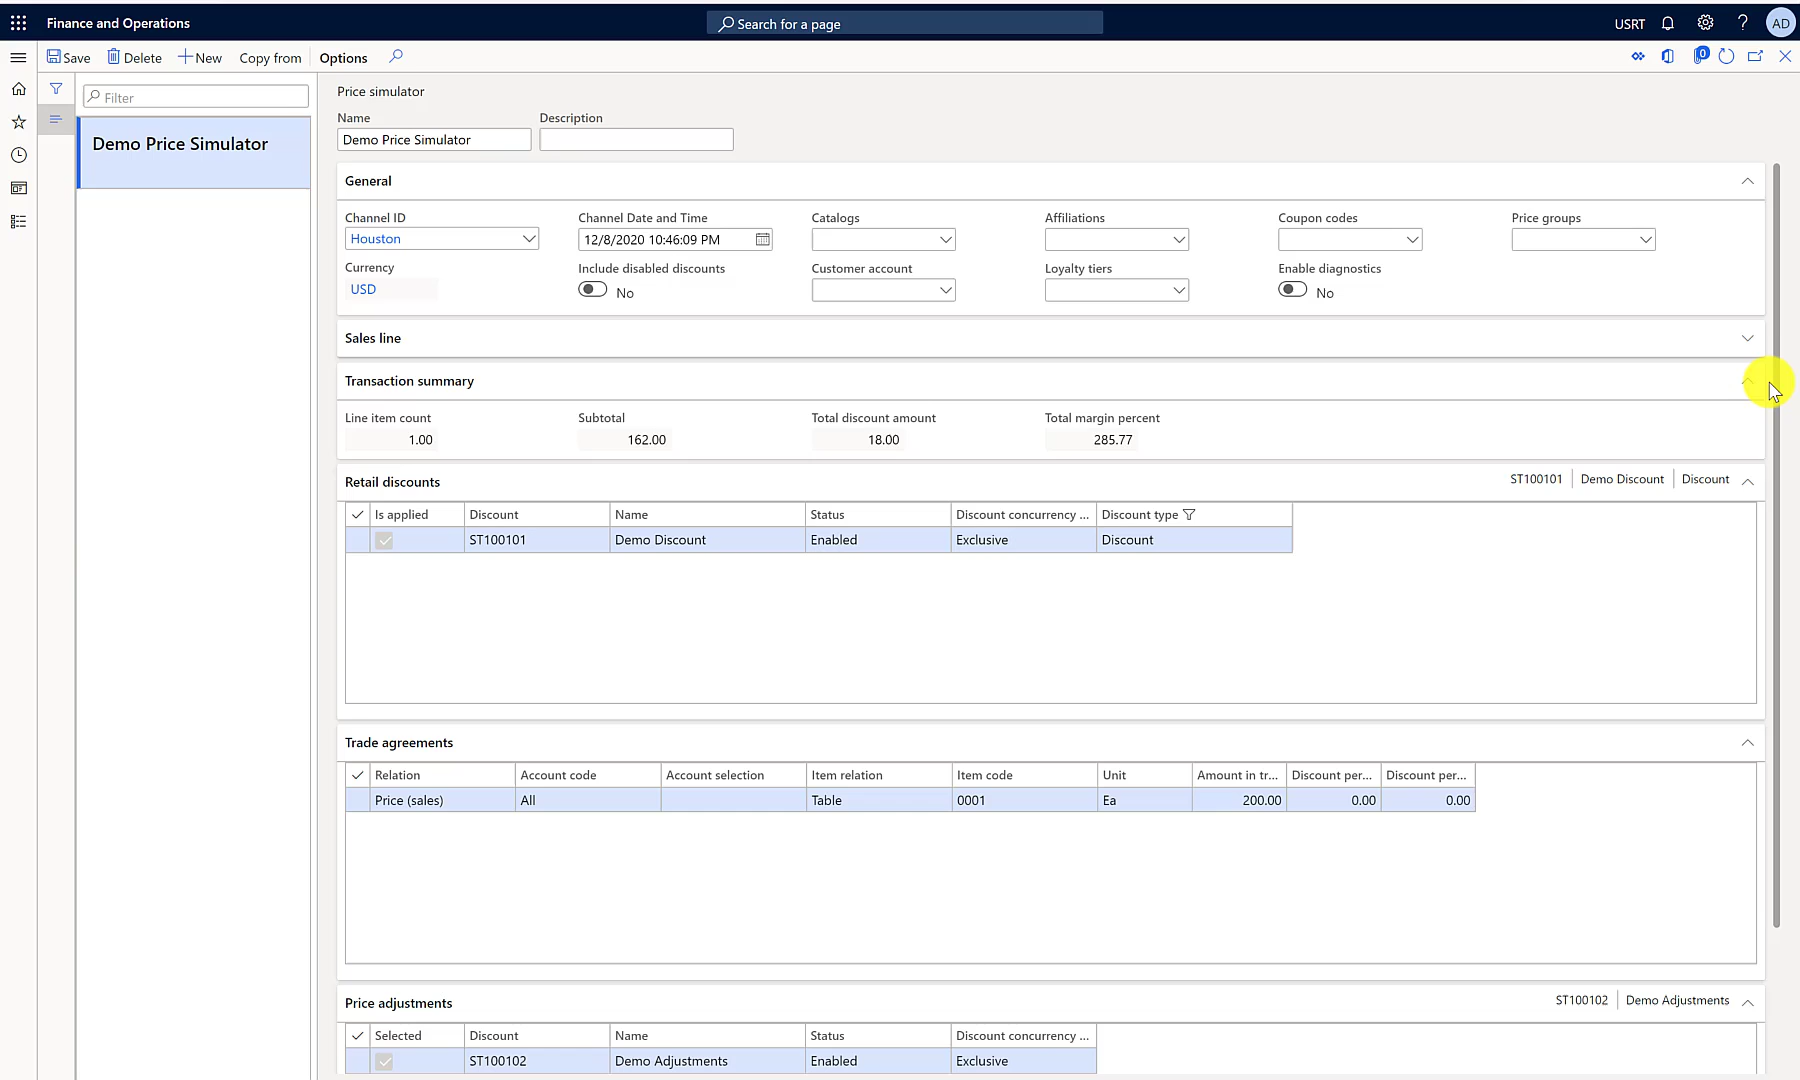 Finance and Operations
Search for a page
USRT
AD
Save
Delete
New
Copy from
Options
0
Filter
Demo Price Simulator
Price simulator
Name
Description
Demo Price Simulator
General
Channel ID
Channel Date and Time
Catalogs
Affiliations
Coupon codes
Price groups
Houston
12/8/2020 10:46:09 PM
Currency
Include disabled discounts
Customer account
Loyalty tiers
Enable diagnostics
USD
No
No
Sales line
Transaction summary
Line item count
Subtotal
Total discount amount
Total margin percent
1.00
162.00
18.00
285.77
Retail discounts
ST100101 Demo Discount Discount
Is applied Discount Name Status Discount concurrency ... Discount type
ST100101 Demo Discount Enabled Exclusive Discount
Trade agreements
Relation Account code Account selection Item relation Item code Unit Amount in tr... Discount per... Discount per...
Price (sales) All Table 0001 Ea 200.00 0.00 0.00
Price adjustments
ST100102 Demo Adjustments
Selected Discount Name Status Discount concurrency ...
ST100102 Demo Adjustments Enabled Exclusive